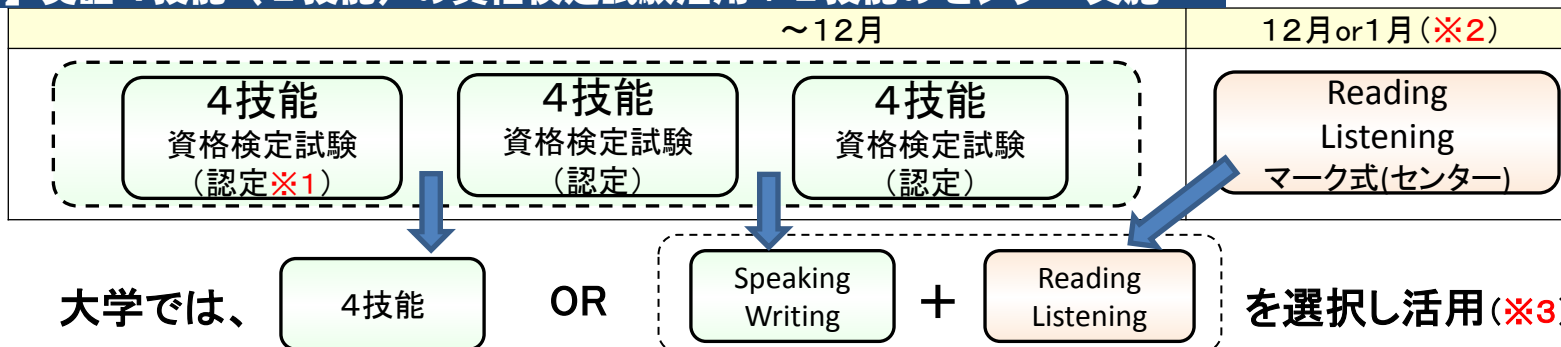 ~12月
12月or1月(※2)
4技能
資格検定試験
(認定※1)
4技能
資格検定試験
(認定)
4技能
資格検定試験
(認定)
Reading
Listening
マーク式(センター)
大学では、
4技能
OR
Speaking
Writing
+
Reading
Listening
を選択し活用(※3)